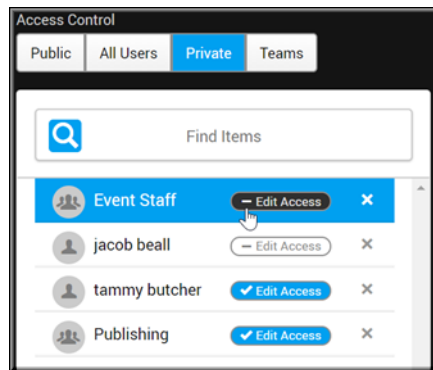 Access Control
Public All Users Private Teams
Find Items
Event Staff Edit Access
jacob beall Edit Access
tammy butcher Edit Access
Publishing Edit Access